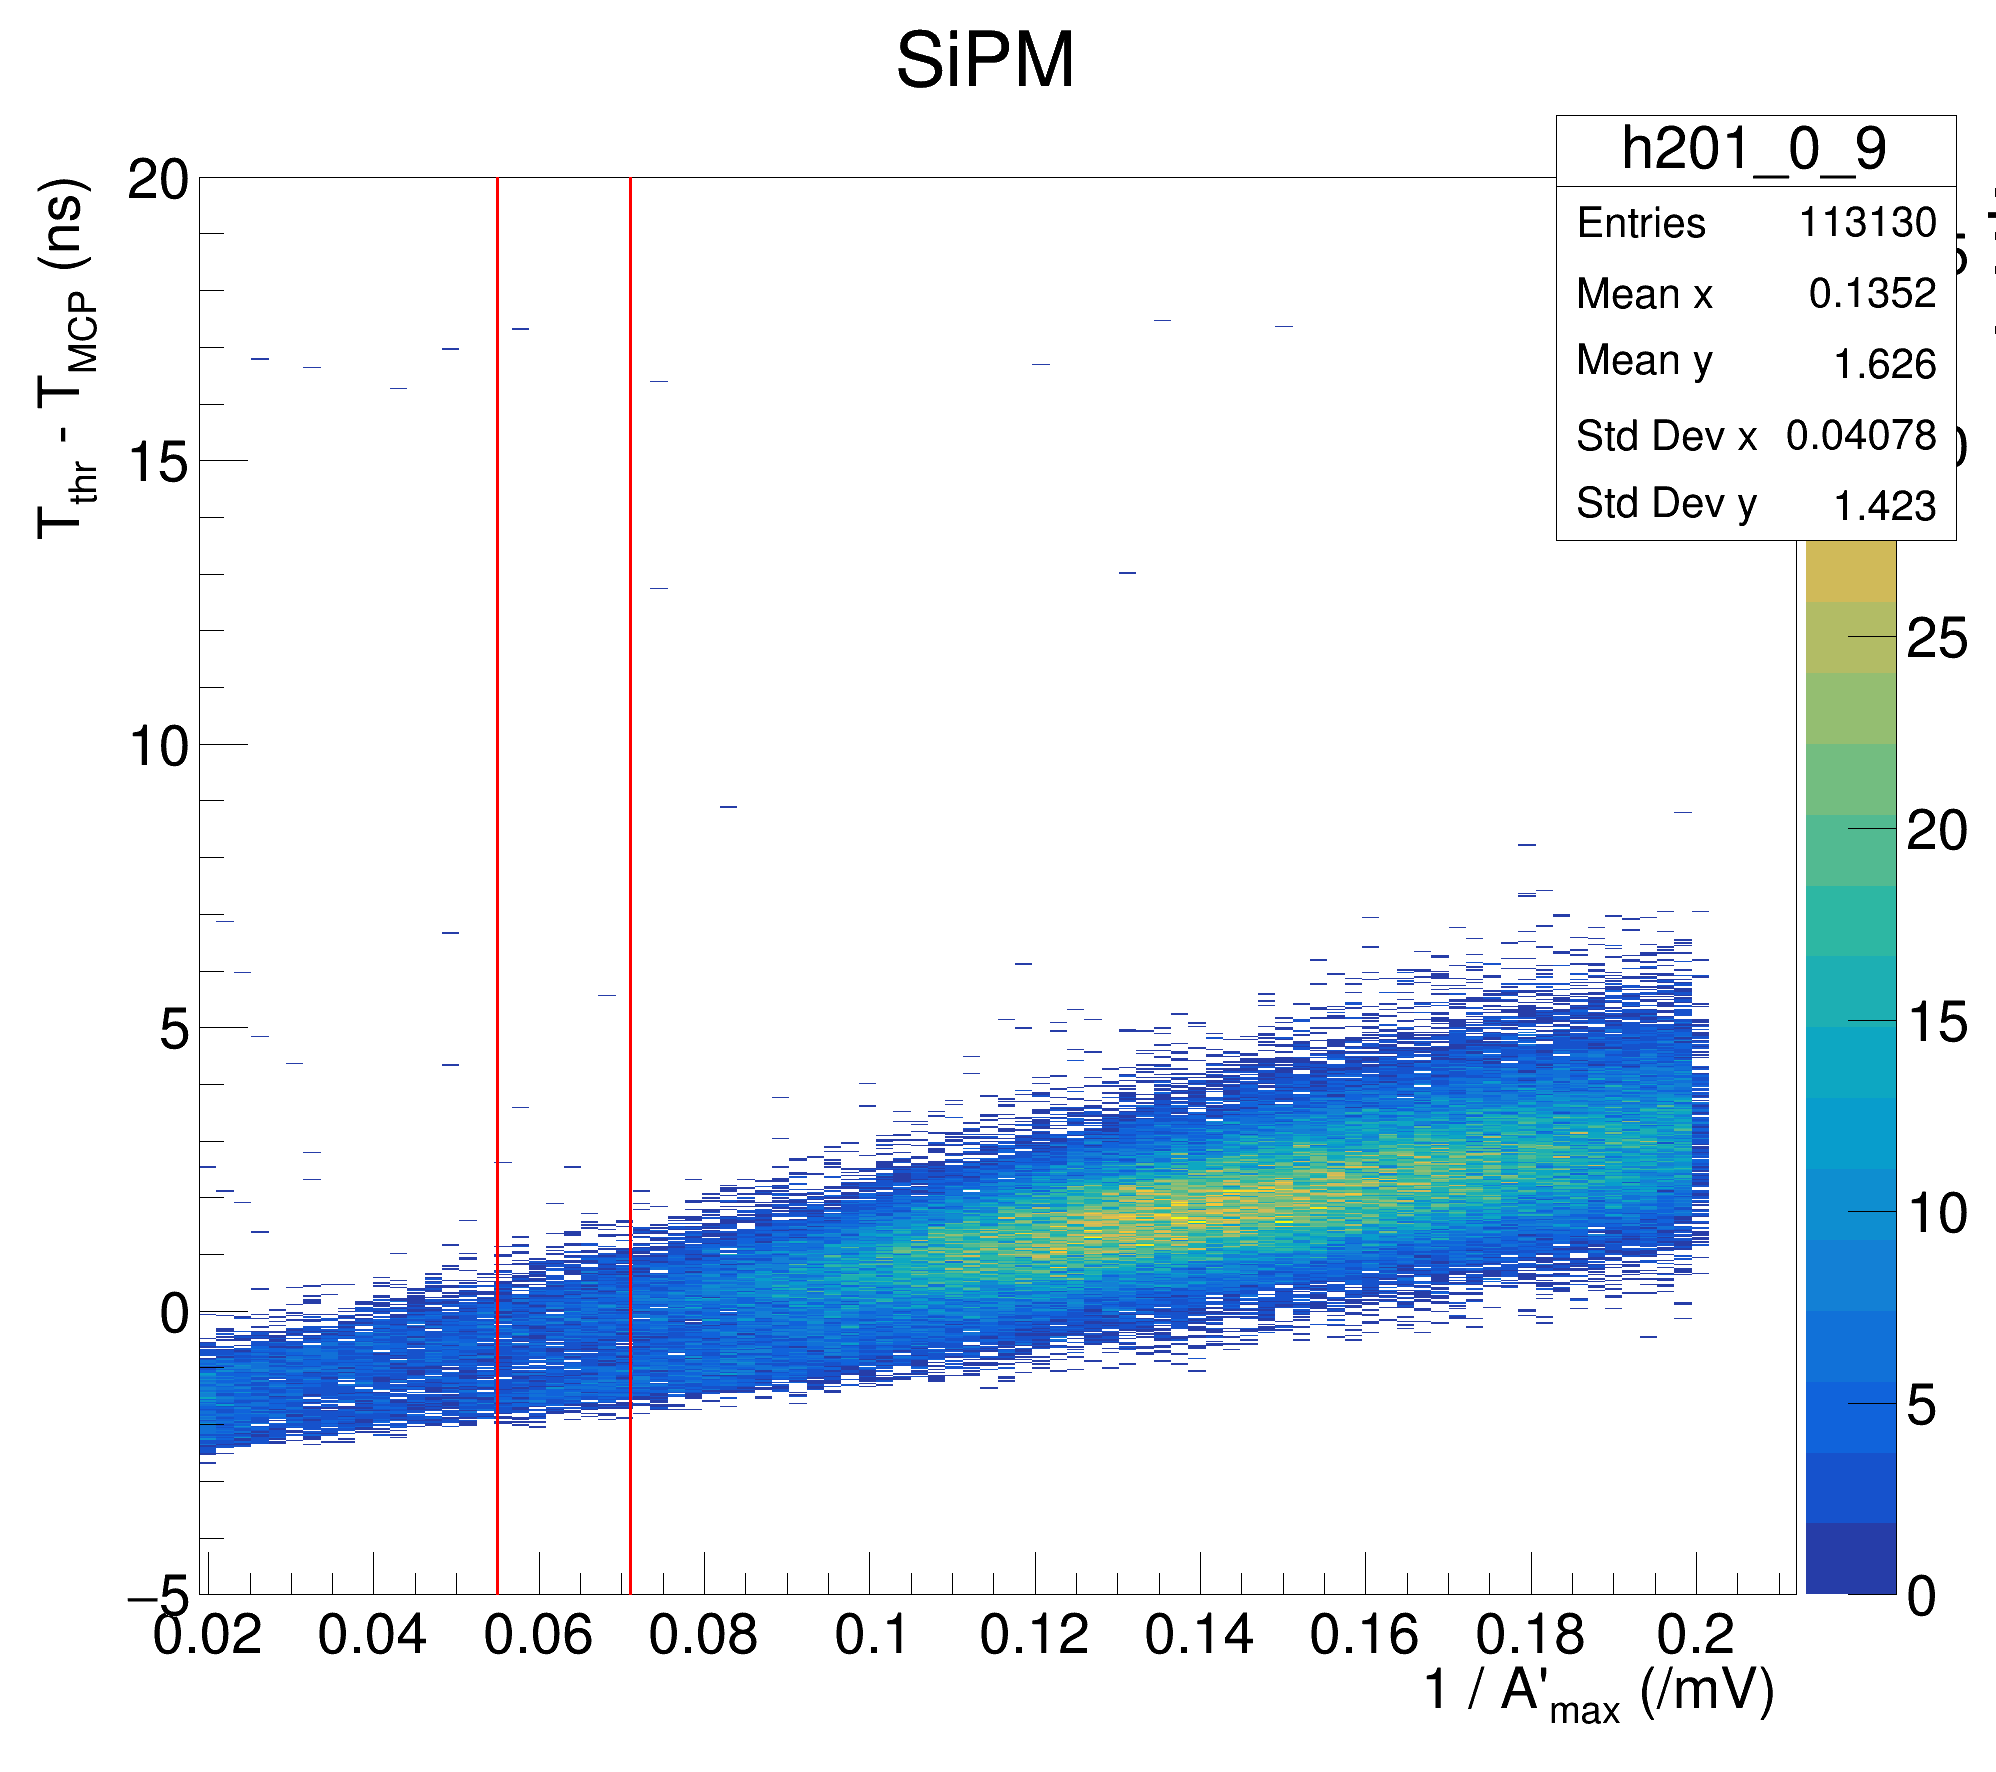 SiPM
h201_0_9
Entries 113130
Mean x 0.1352
Mean y 1.626
Std Dev x 0.04078
Std Dev y 1.423
T_thr - T_MCP (ns)
20
15
10
5
0
−5
0.02 0.04 0.06 0.08 0.1 0.12 0.14 0.16 0.18 0.2
1 / A'_max (/mV)
25
20
15
10
5
0